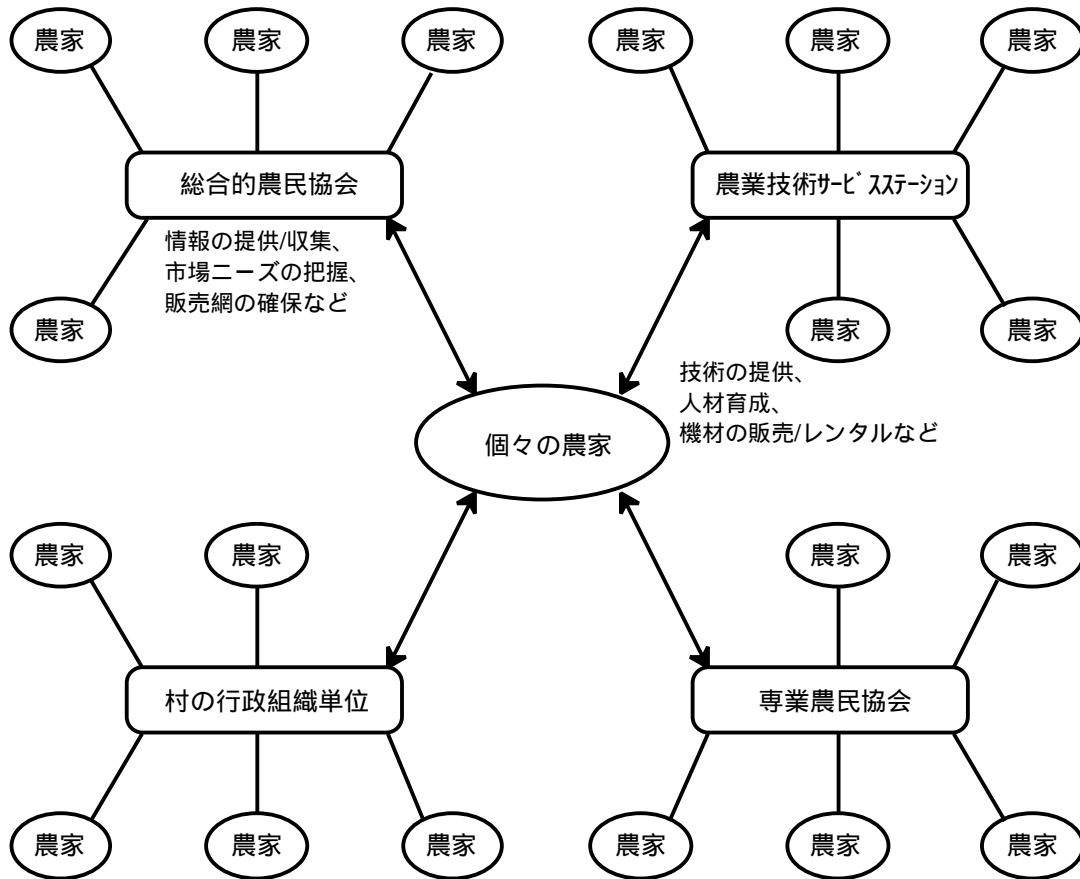 農家
農家
農家
農家
農家
農家
総合的農民協会
農業技術ｻｰﾋﾞｽｽﾃｰｼｮﾝ
情報の提供/収集、
市場ニーズの把握、
販売網の確保など
農家
農家
農家
技術の提供、
人材育成、
機材の販売/レンタルなど
個々の農家
農家
農家
農家
農家
村の行政組織単位
専業農民協会
農家
農家
農家
農家
農家
農家